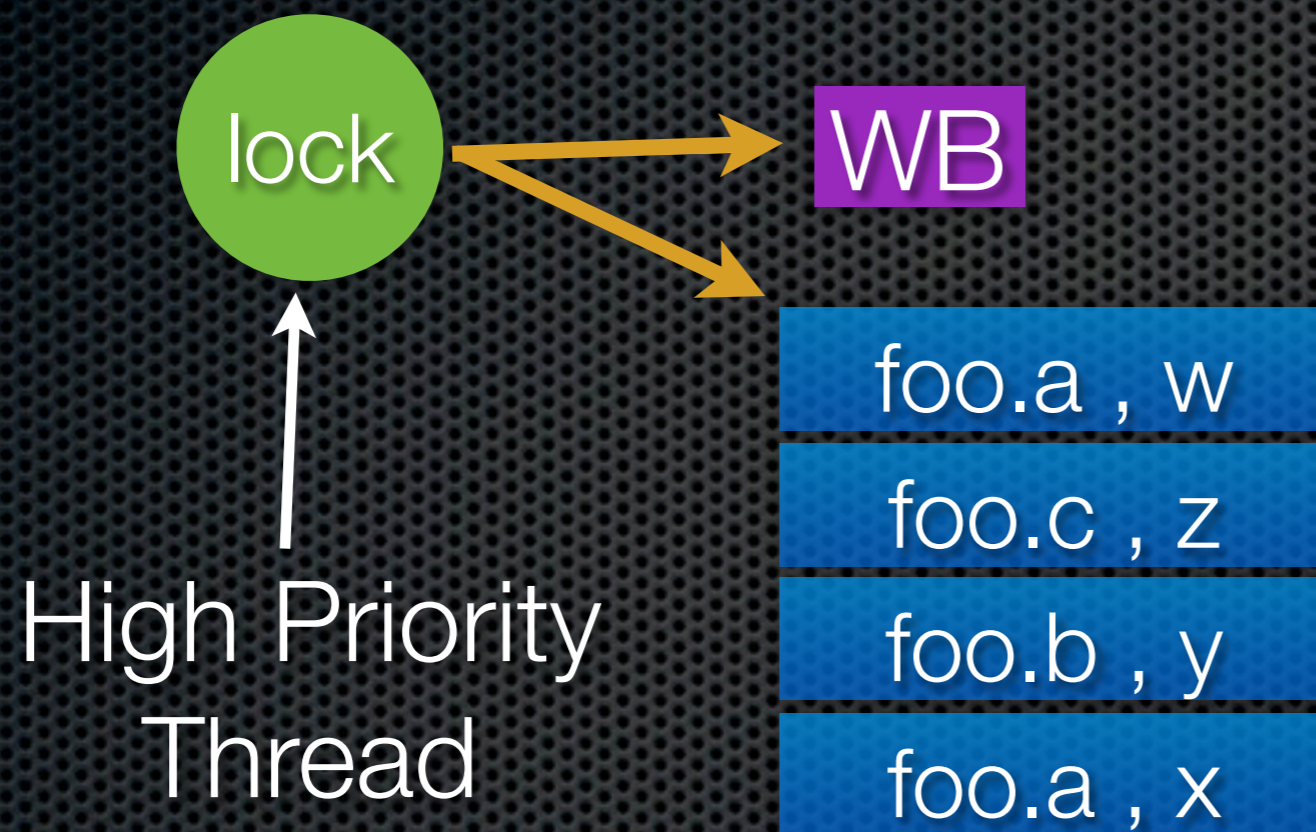 lock
WB
foo.a , w
foo.c , z
foo.b , y
foo.a , x
High Priority
Thread